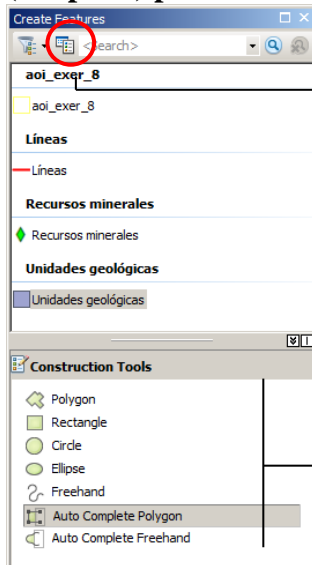 Create Features
<Search>
aoi_exer_8
aoi_exer_8
Líneas
Líneas
Recursos minerales
Recursos minerales
Unidades geológicas
Unidades geológicas
Construction Tools
Polygon
Rectangle
Circle
Ellipse
Freehand
Auto Complete Polygon
Auto Complete Freehand